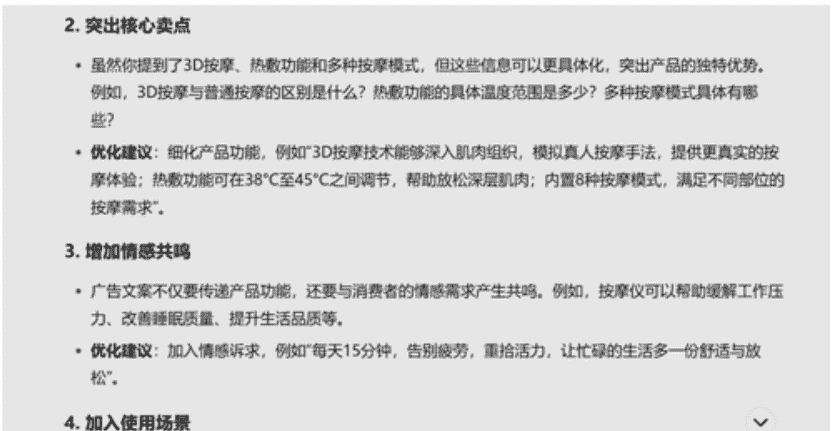 2. 突出核心卖点
• 虽然你提到了3D按摩、热敷功能和多种按摩模式，但这些信息可以更具体化，突出产品的独特优势。
例如，3D按摩与普通按摩的区别是什么？热敷功能的具体温度范围是多少？多种按摩模式具体有哪
些？
• 优化建议：细化产品功能，例如“3D按摩技术能够深入肌肉组织，模拟真人按摩手法，提供更真实的按
摩体验；热敷功能可在38°C至45°C之间调节，帮助放松深层肌肉；内置8种按摩模式，满足不同部位的
按摩需求”。
3. 增加情感共鸣
• 广告文案不仅要传递产品功能，还要与消费者的情感需求产生共鸣。例如，按摩仪可以帮助缓解工作压
力、改善睡眠质量、提升生活品质等。
• 优化建议：加入情感诉求，例如“每天15分钟，告别疲劳，重拾活力，让忙碌的生活多一份舒适与放
松”。
4. 加入使用场景